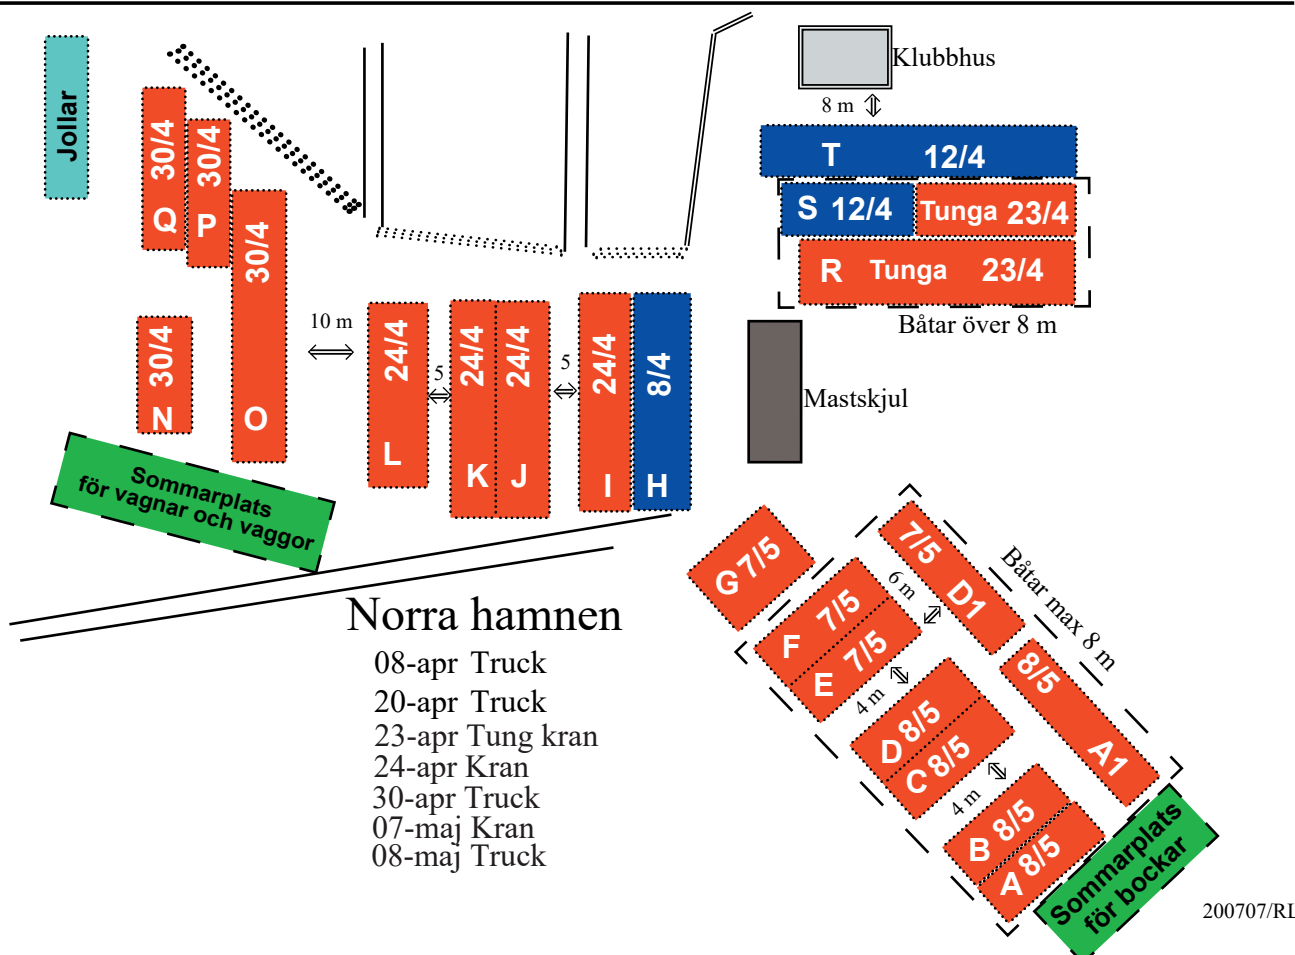 Klubbhus
8 m
Jollar
30/4
Q
30/4
P
30/4
O
30/4
N
T 12/4
S 12/4
Tunga 23/4
R Tunga 23/4
Båtar över 8 m
10 m
24/4
L
5
24/4
K
24/4
J
5
24/4
I
8/4
H
Mastskjul
Sommarplats
för vagnar och vaggor
G 7/5
7/5
D1
6 m
Båtar max 8 m
F 7/5
E 7/5
4 m
8/5
A1
D 8/5
C 8/5
4 m
B 8/5
A 8/5
Sommarplats
för bockar
Norra hamnen
08-apr Truck
20-apr Truck
23-apr Tung kran
24-apr Kran
30-apr Truck
07-maj Kran
08-maj Truck
200707/RL